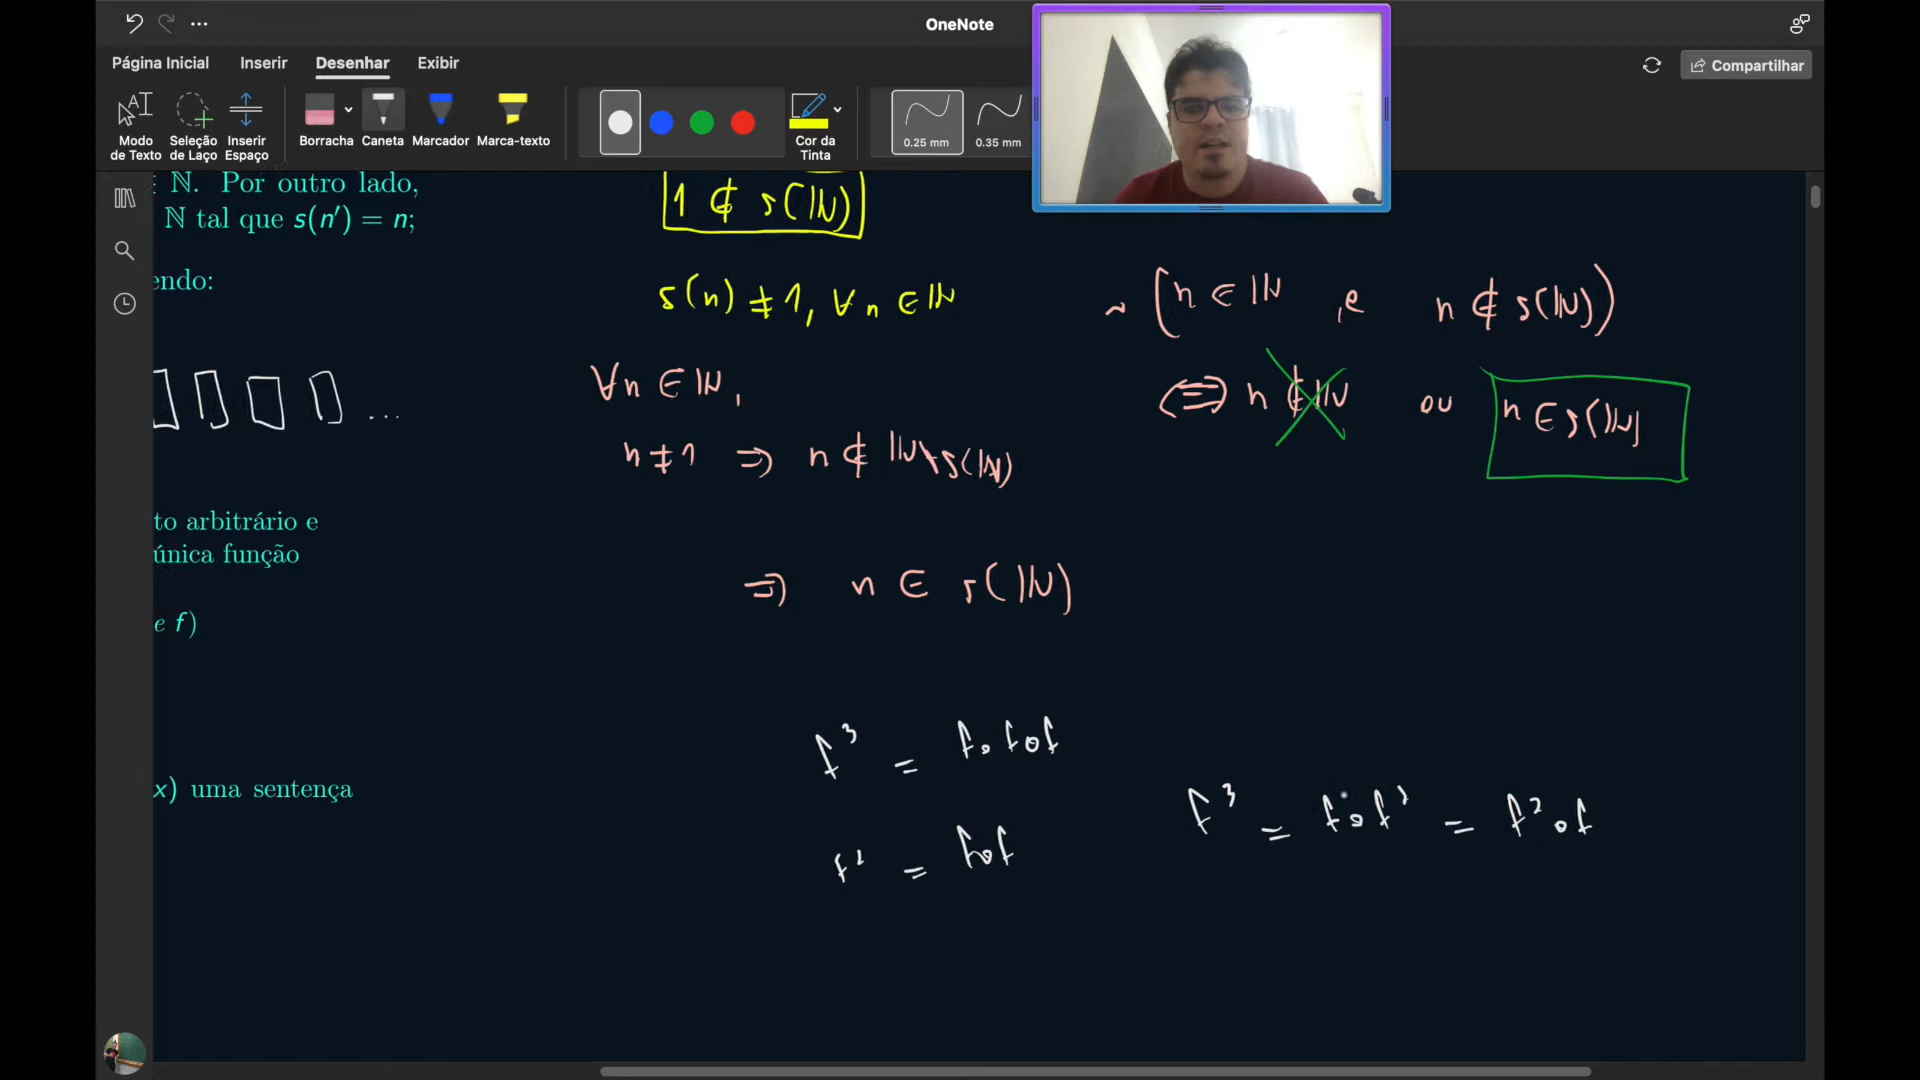 OneNote
Página Inicial Inserir Desenhar Exibir
Compartilhar
Modo de Texto
Seleção de Laço
Inserir Espaço
Borracha
Caneta
Marcador
Marca-texto
Cor da Tinta
0.25 mm
0.35 mm
ℕ. Por outro lado,
ℕ tal que s(n′) = n;
endo:
...
to arbitrário e
única função
e f)
x) uma sentença
1 ∉ s(ℕ)
s(n) ≠ 1, ∀ n ∈ ℕ
∀n ∈ ℕ,
n ≠ 1 ⇒ n ∉ ℕ\s(ℕ)
⇒ n ∈ s(ℕ)
~ (n ∈ ℕ , e n ∉ s(ℕ))
⇔ n ∉ ℕ ou n ∈ s(ℕ)
f³ = f∘f∘f
f² = f∘f
f³ = f∘f² = f²∘f